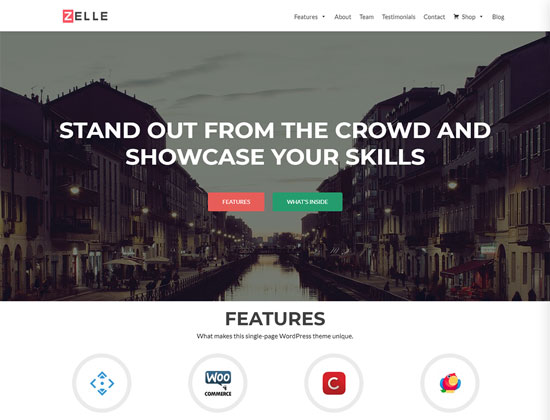 ZELLE
Features About Team Testimonials Contact Shop Blog
STAND OUT FROM THE CROWD AND
SHOWCASE YOUR SKILLS
FEATURES WHAT'S INSIDE
FEATURES
What makes this single-page WordPress theme unique.
WOO
COMMERCE
C